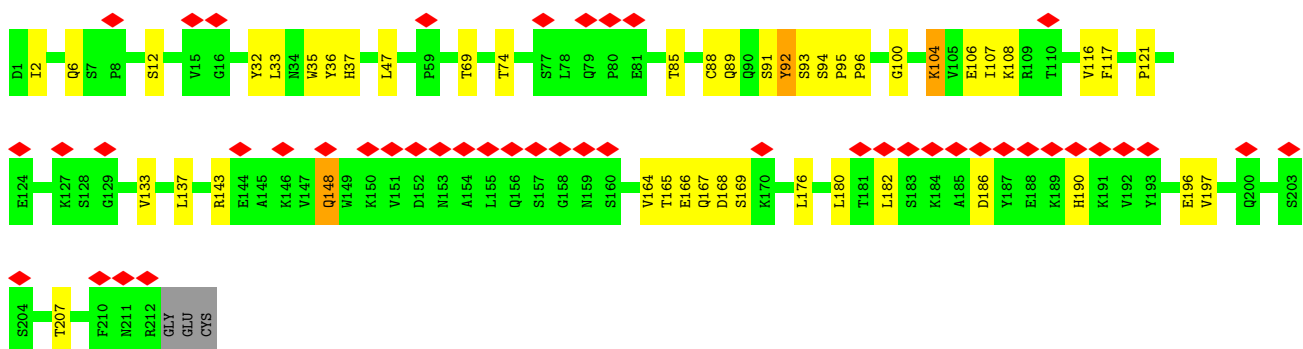 D1 I2 Q6 S7 P8 S12 V15 G16 Y32 L33 N34 W35 Y36 H37 L47 P59 T69 T74 S77 L78 Q79 P80 E81 T85 C88 Q89 Q90 S91 Y92 S93 S94 P95 P96 G100 K104 V105 E106 I107 K108 R109 T110 V116 F117 P121
E124 K127 S128 G129 V133 L137 R143 E144 A145 K146 V147 Q148 W149 K150 V151 D152 N153 A154 L155 Q156 S157 G158 N159 S160 V164 T165 E166 Q167 D168 S169 K170 L176 L180 T181 L182 S183 K184 A185 D186 Y187 E188 K189 H190 K191 V192 Y193 E196 V197 Q200 S203
S204 T207 F210 N211 R212 GLY GLU CYS